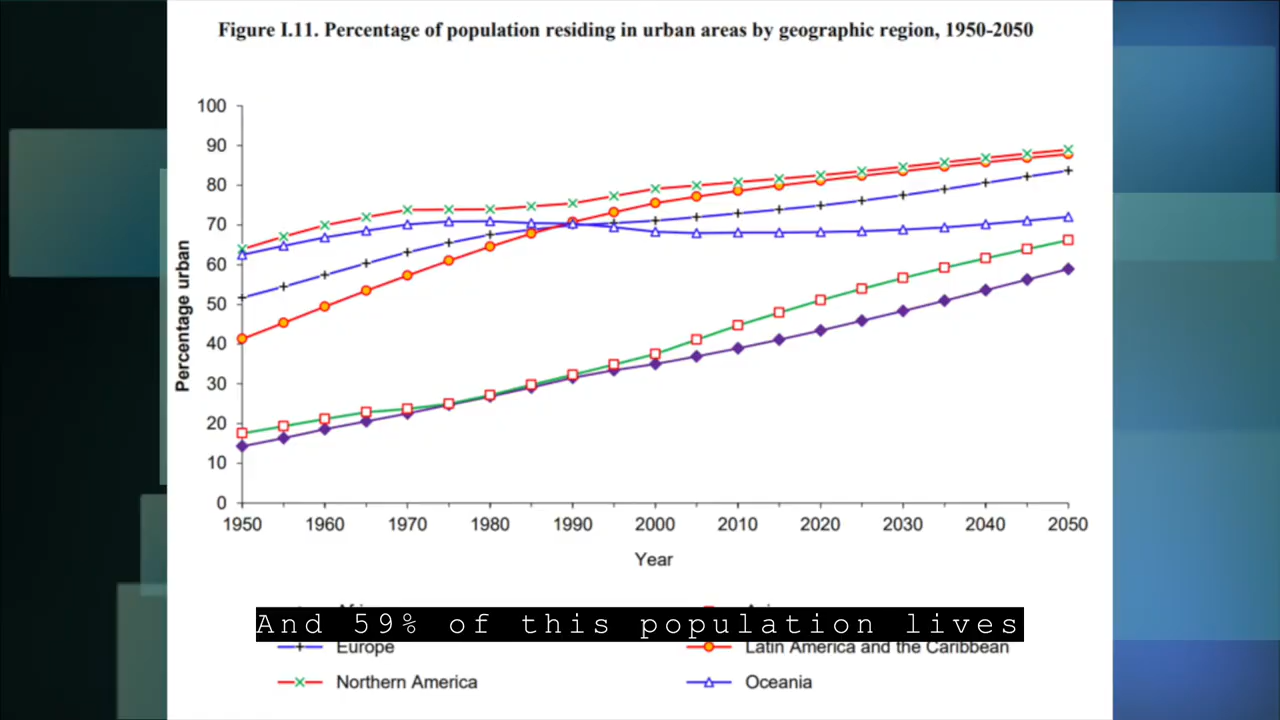 Figure I.11. Percentage of population residing in urban areas by geographic region, 1950-2050
100
90
80
70
60
50
40
30
20
10
0
Percentage urban
1950 1960 1970 1980 1990 2000 2010 2020 2030 2040 2050
Year
And 59% of this population lives
Europe Latin America and the Caribbean
Northern America Oceania